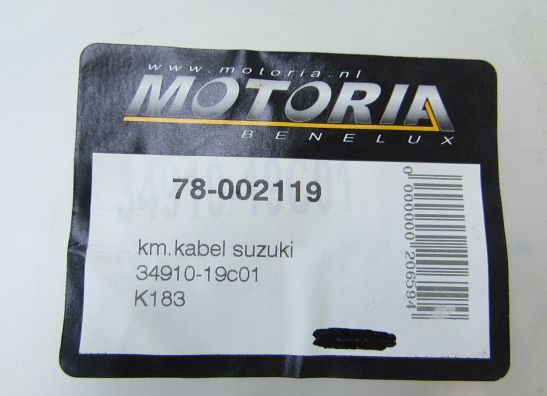 www.motoria.nl
MOTORIA
BENELUX
78-002119
km.kabel suzuki
34910-19c01
K183
0 000000 206594